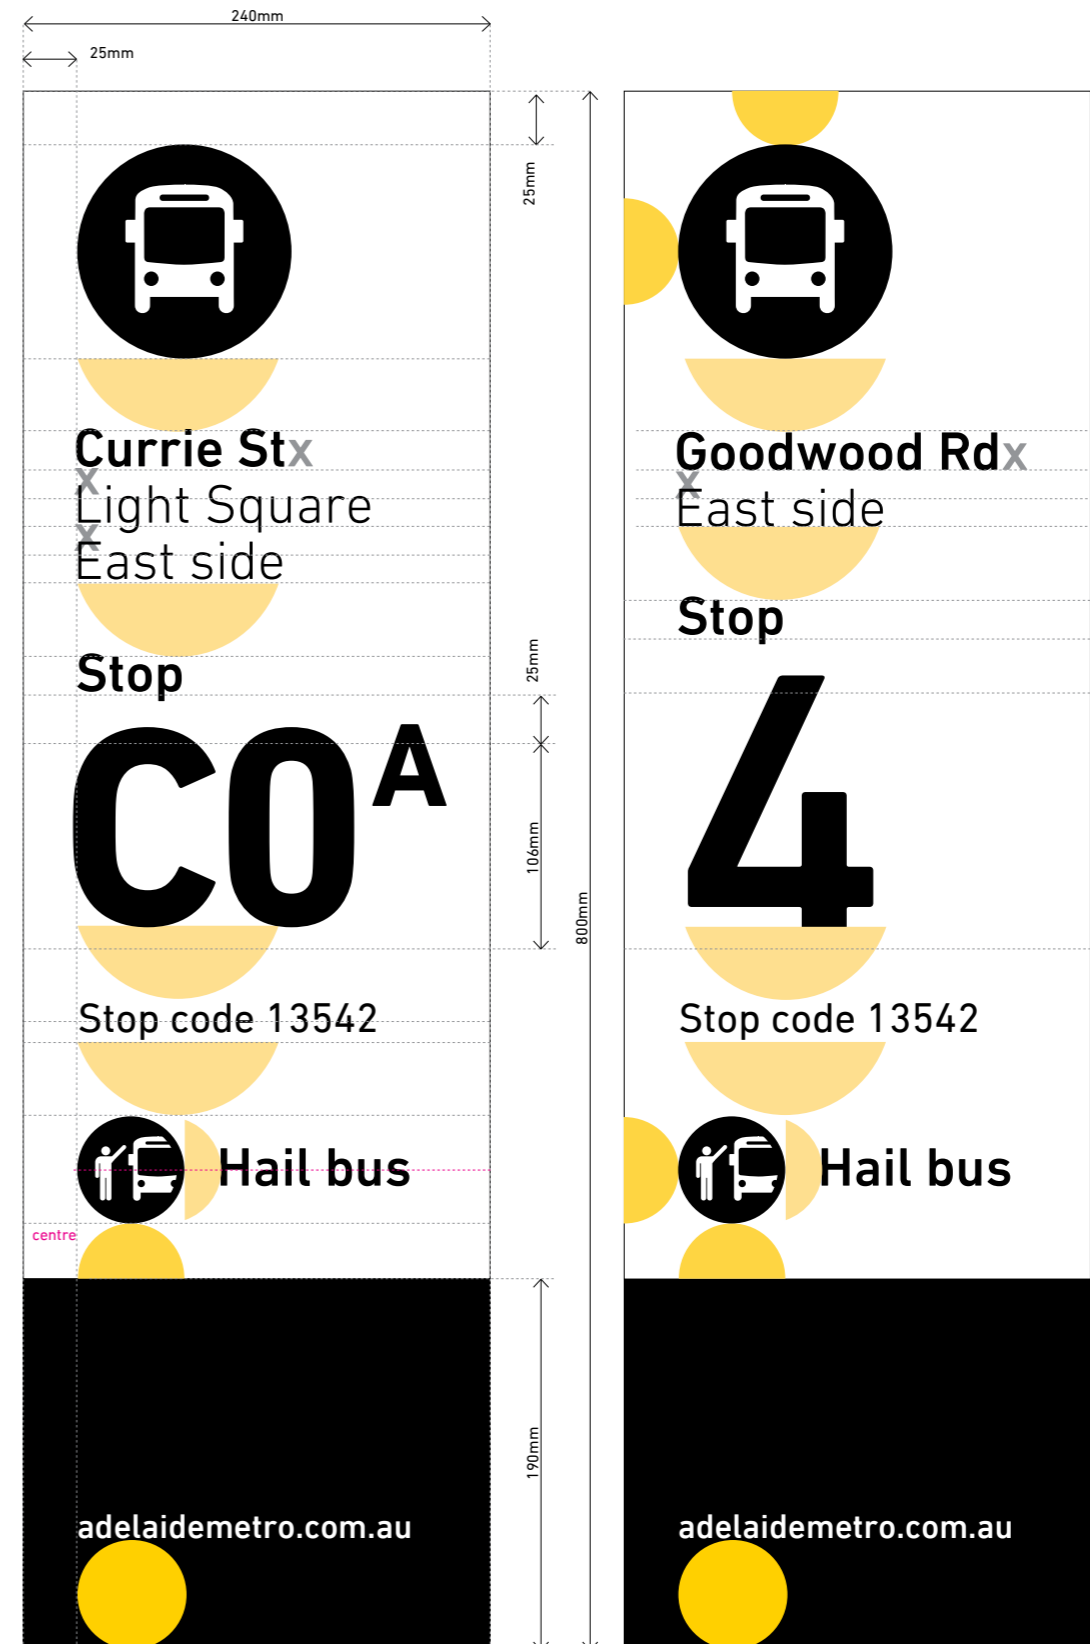 240mm
25mm
25mm
Currie Stx
x
Light Square
x
East side
Stop
25mm
C0A
106mm
800mm
Stop code 13542
Hail bus
centre
190mm
adelaidemetro.com.au
Goodwood Rdx
x
East side
Stop
4
Stop code 13542
Hail bus
adelaidemetro.com.au